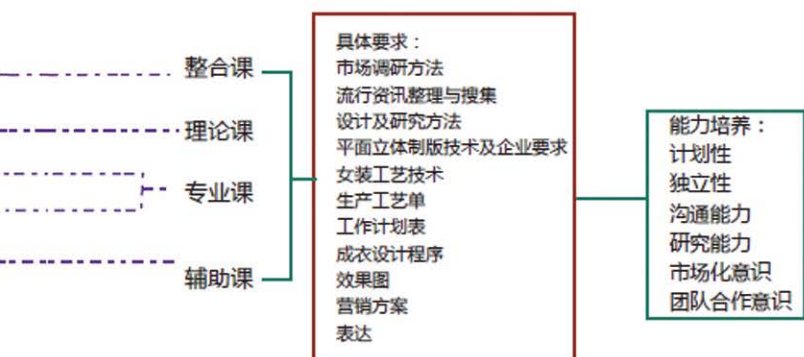 整合课
理论课
专业课
辅助课
具体要求：
市场调研方法
流行资讯整理与搜集
设计及研究方法
平面立体制版技术及企业要求
女装工艺技术
生产工艺单
工作计划表
成衣设计程序
效果图
营销方案
表达
能力培养：
计划性
独立性
沟通能力
研究能力
市场化意识
团队合作意识